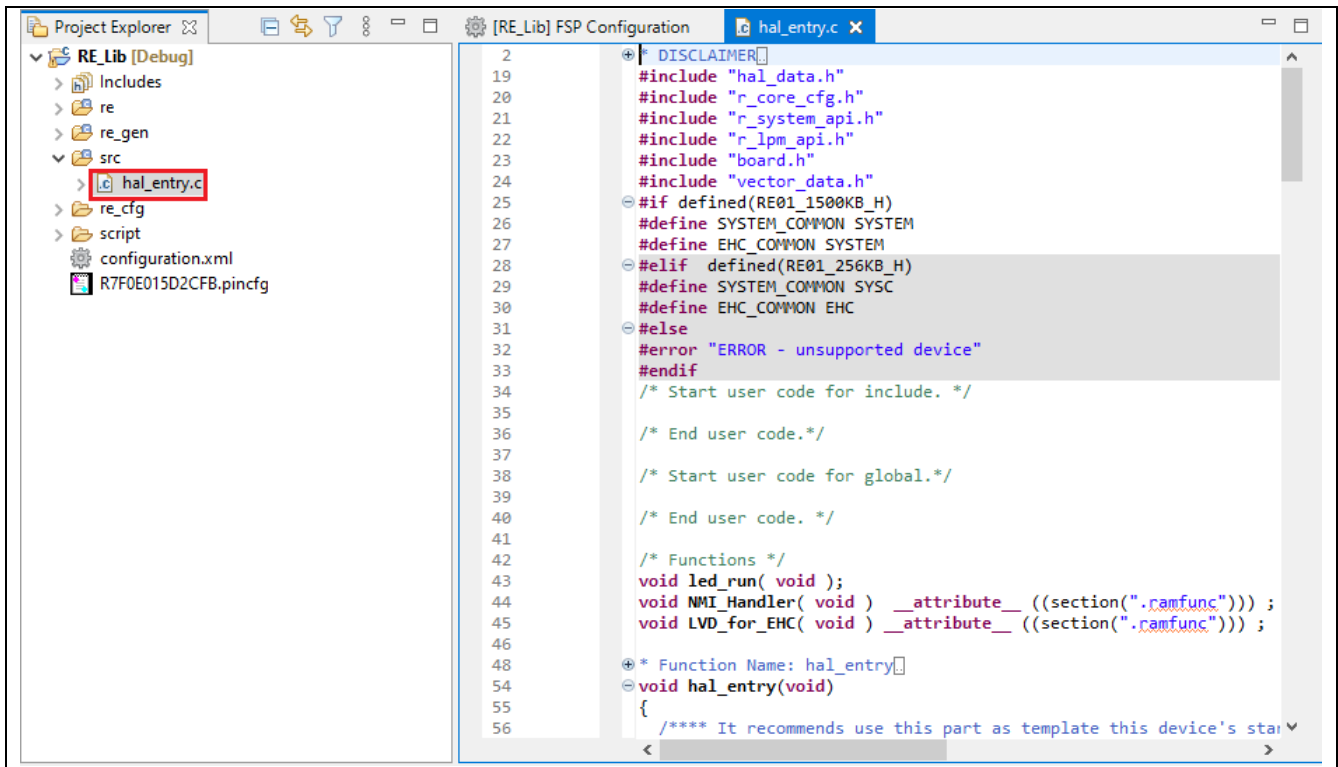 Project Explorer
RE_Lib [Debug]
Includes
re
re_gen
src
hal_entry.c
re_cfg
script
configuration.xml
R7F0E015D2CFB.pincfg
[RE_Lib] FSP Configuration
hal_entry.c
2 * DISCLAIMER
19 #include "hal_data.h"
20 #include "r_core_cfg.h"
21 #include "r_system_api.h"
22 #include "r_lpm_api.h"
23 #include "board.h"
24 #include "vector_data.h"
25 #if defined(RE01_1500KB_H)
26 #define SYSTEM_COMMON SYSTEM
27 #define EHC_COMMON SYSTEM
28 #elif  defined(RE01_256KB_H)
29 #define SYSTEM_COMMON SYSC
30 #define EHC_COMMON EHC
31 #else
32 #error "ERROR - unsupported device"
33 #endif
34 /* Start user code for include. */
35
36 /* End user code.*/
37
38 /* Start user code for global.*/
39
40 /* End user code. */
41
42 /* Functions */
43 void led_run( void );
44 void NMI_Handler( void )  __attribute__ ((section(".ramfunc"))) ;
45 void LVD_for_EHC( void ) __attribute__ ((section(".ramfunc"))) ;
46
48 * Function Name: hal_entry
54 void hal_entry(void)
55 {
56 /**** It recommends use this part as template this device's star